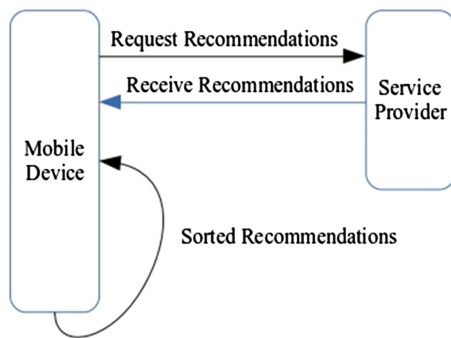 Request Recommendations
Receive Recommendations
Service
Provider
Mobile
Device
Sorted Recommendations